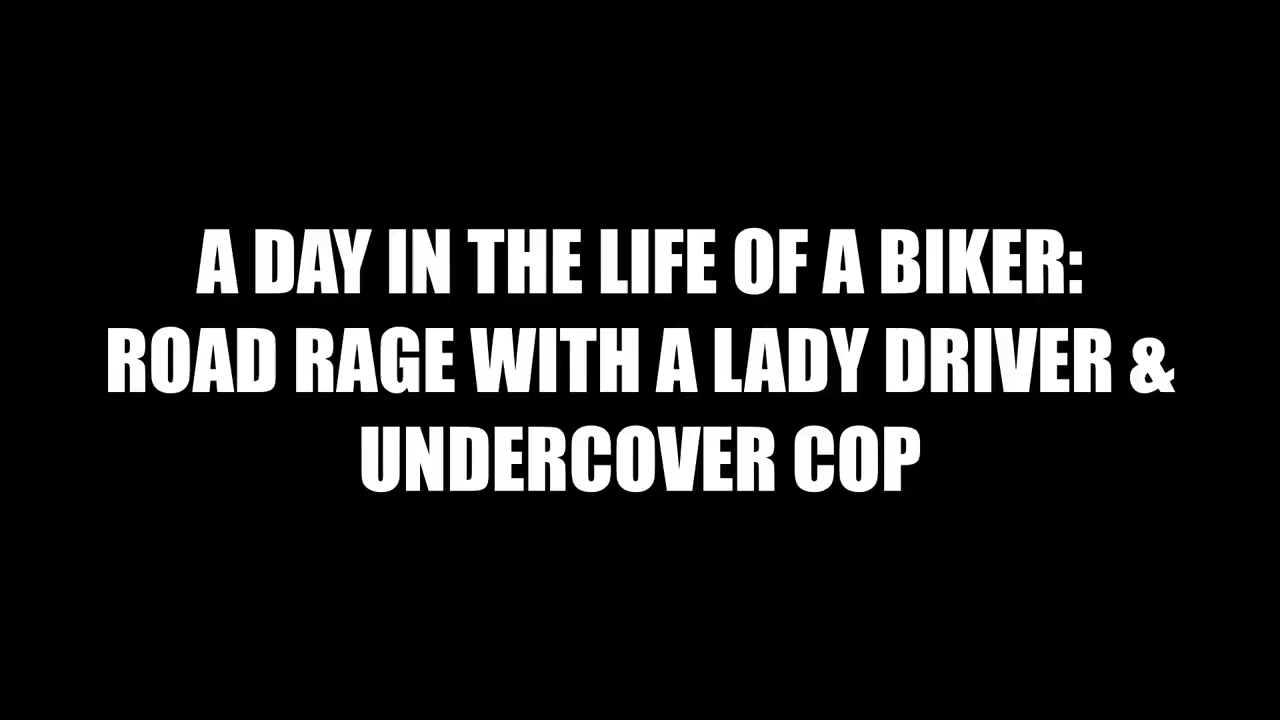 A DAY IN THE LIFE OF A BIKER:
ROAD RAGE WITH A LADY DRIVER &
UNDERCOVER COP